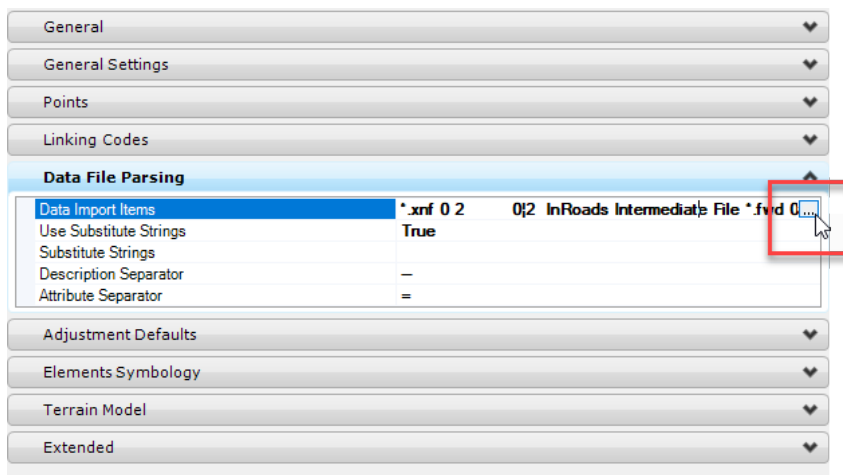 General
General Settings
Points
Linking Codes
Data File Parsing
Data Import Items *.xnf 0 2 0¦2 InRoads Intermediate File *.fwd 0 ...
Use Substitute Strings True
Substitute Strings
Description Separator --
Attribute Separator =
Adjustment Defaults
Elements Symbology
Terrain Model
Extended